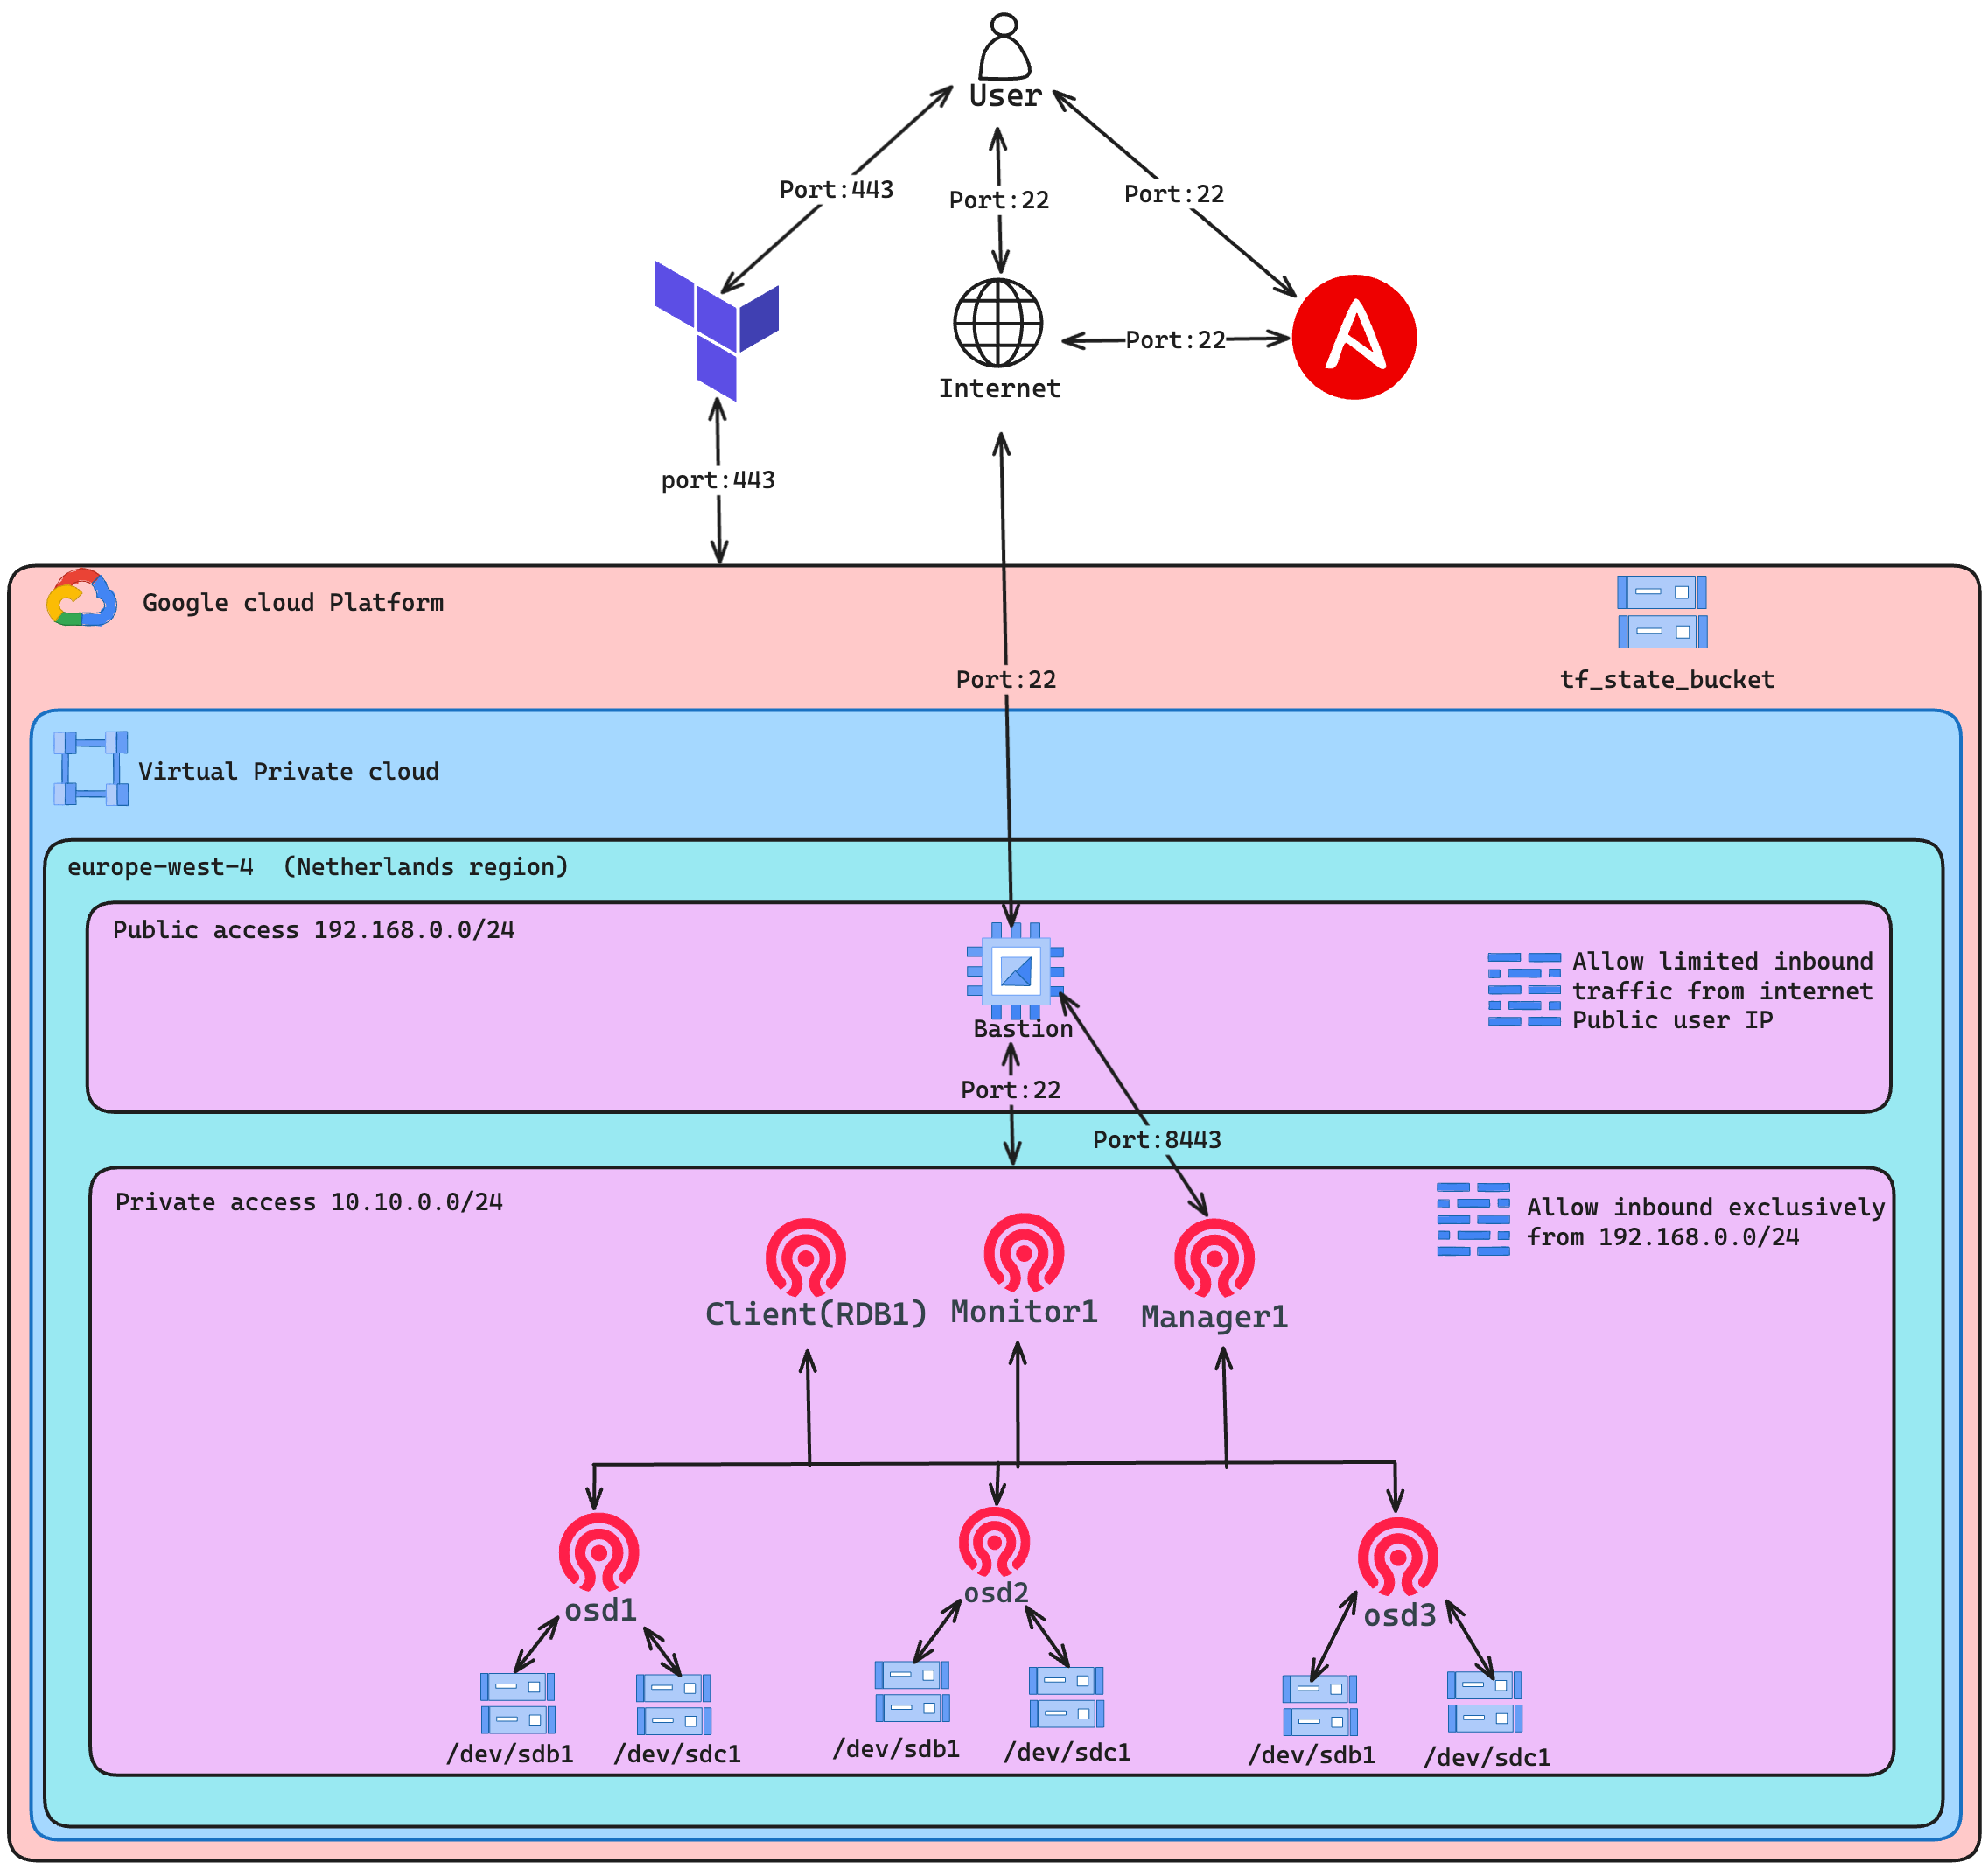 User
Port:443
Port:22
Port:22
Port:22
Internet
port:443
Google cloud Platform
tf_state_bucket
Port:22
Virtual Private cloud
europe-west-4  (Netherlands region)
Public access 192.168.0.0/24
Allow limited inbound
traffic from internet
Public user IP
Bastion
Port:22
Port:8443
Private access 10.10.0.0/24
Allow inbound exclusively
from 192.168.0.0/24
Client(RDB1)
Monitor1
Manager1
osd1
osd2
osd3
/dev/sdb1
/dev/sdc1
/dev/sdb1
/dev/sdc1
/dev/sdb1
/dev/sdc1